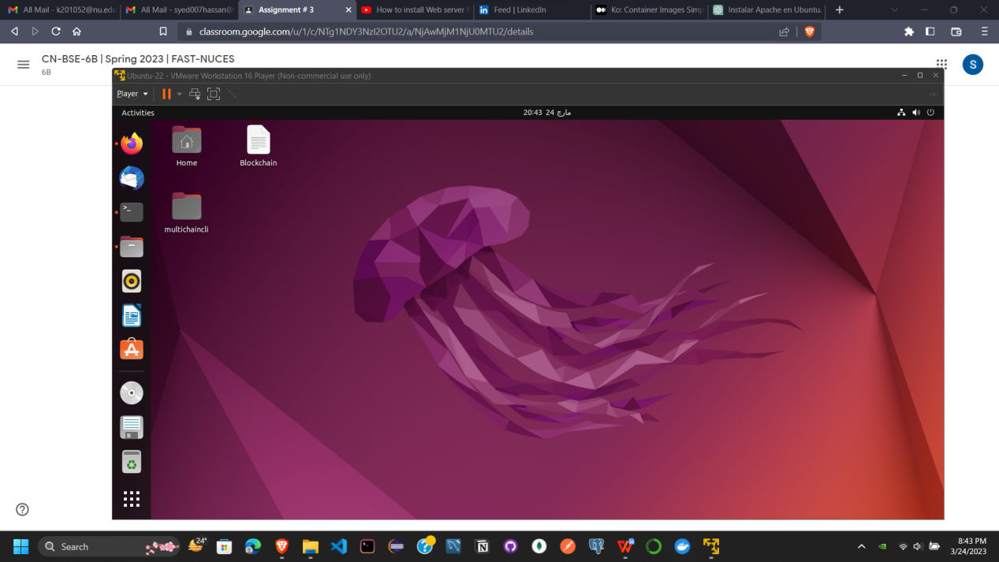 All Mail - k201052@nu.edu
All Mail - syed007hassan@
Assignment # 3
How to install Web server
Feed | LinkedIn
Ko: Container Images Simp
Instalar Apache en Ubuntu.
classroom.google.com/u/1/c/NTg1NDY3NzI2OTU2/a/NjAwMjM1NjU0MTU2/details
CN-BSE-6B | Spring 2023 | FAST-NUCES
6B
S
Ubuntu-22 - VMware Workstation 16 Player (Non-commercial use only)
Player
Activities
20:43 24 مارچ
Home
Blockchain
multichaincli
Search
24°
8:43 PM
3/24/2023